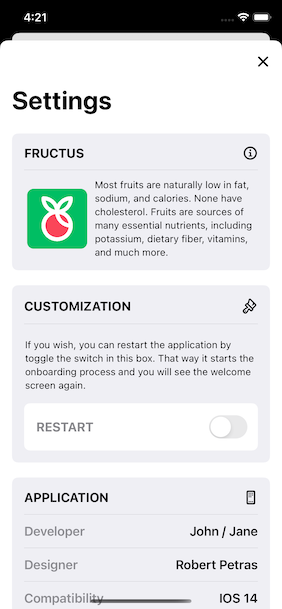 4:21
Settings
FRUCTUS
Most fruits are naturally low in fat,
sodium, and calories. None have
cholesterol. Fruits are sources of
many essential nutrients, including
potassium, dietary fiber, vitamins,
and much more.
CUSTOMIZATION
If you wish, you can restart the application by
toggle the switch in this box. That way it starts the
onboarding process and you will see the welcome
screen again.
RESTART
APPLICATION
Developer John / Jane
Designer Robert Petras
Compatibility IOS 14